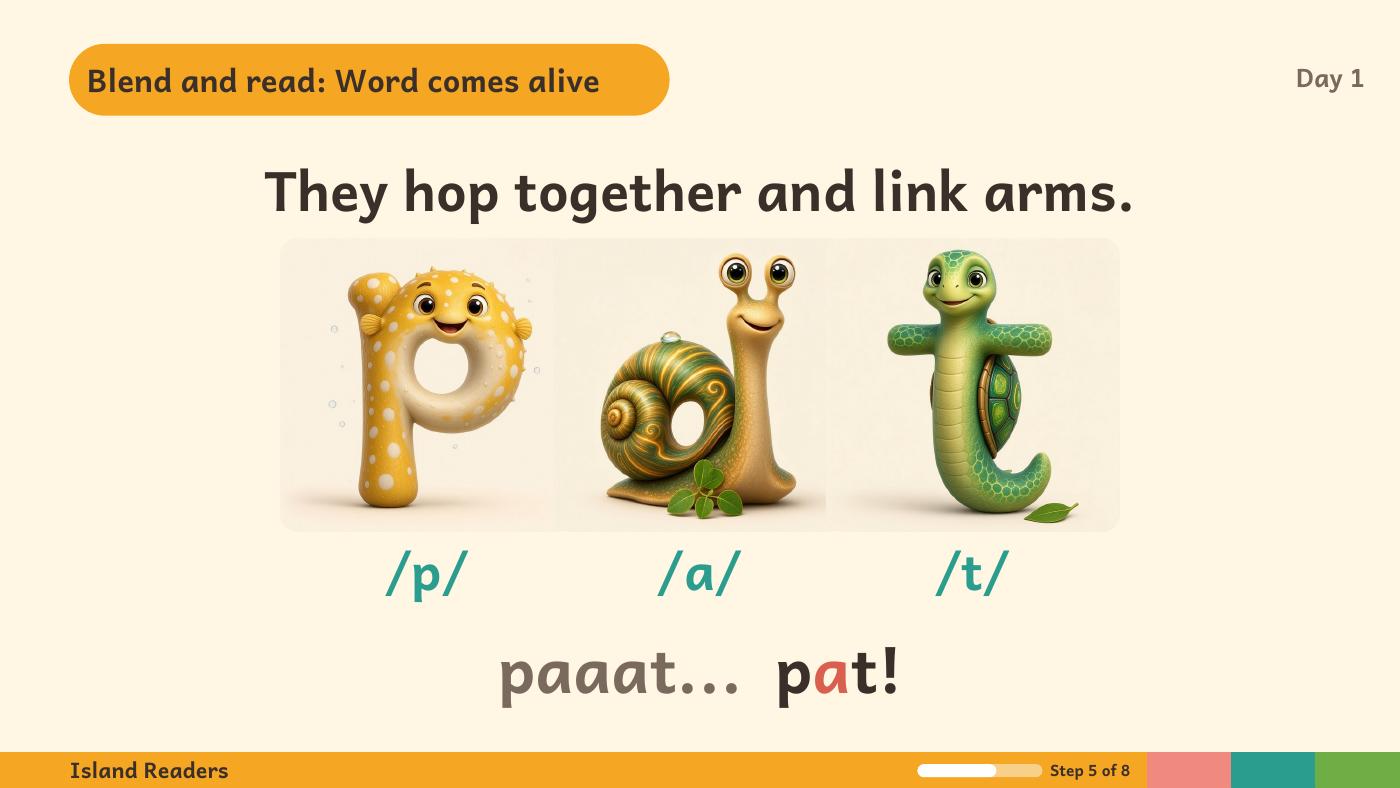 Blend and read: Word comes alive
Day 1
They hop together and link arms.
/p/ /a/ /t/
paaat... pat!
Island Readers
Step 5 of 8